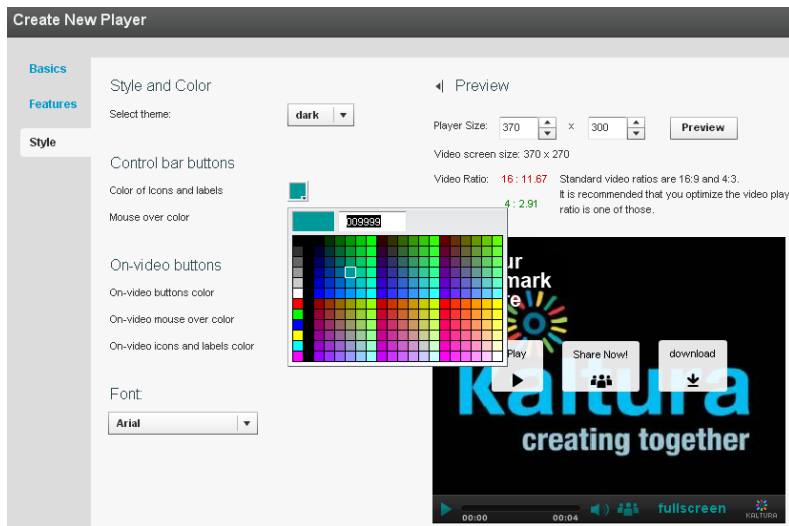 Create New Player
Basics
Features
Style
Style and Color
Select theme:
dark
Control bar buttons
Color of Icons and labels
Mouse over color
009999
On-video buttons
On-video buttons color
On-video mouse over color
On-video icons and labels color
Font:
Arial
Preview
Player Size:
370
x
300
Preview
Video screen size: 370 x 270
Video Ratio:
16 : 11.67
4 : 2.91
Standard video ratios are 16:9 and 4:3.
It is recommended that you optimize the video play
ratio is one of those.
ur
mark
re
Play
Share Now!
download
Kaltura
creating together
00:00
00:04
fullscreen
KALTURA